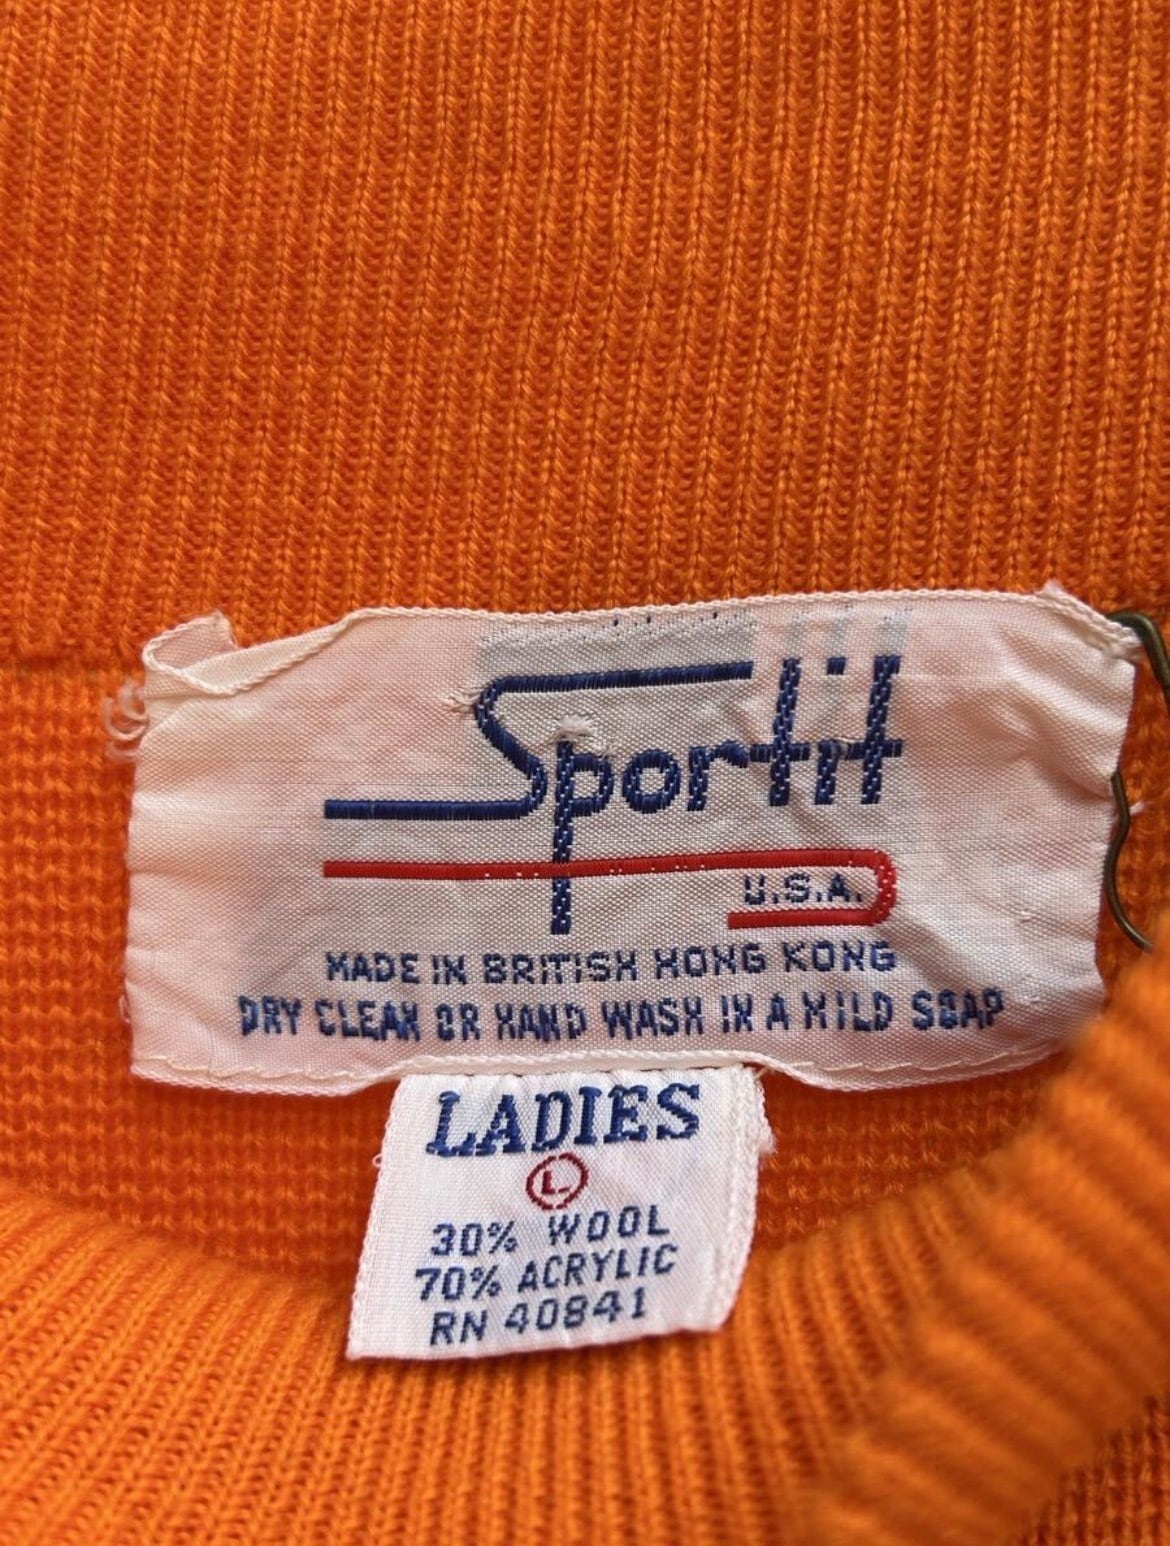 Sportit
U.S.A.
MADE IN BRITISH HONG KONG
DRY CLEAN OR HAND WASH IN A MILD SOAP
LADIES
L
30% WOOL
70% ACRYLIC
RN 40841